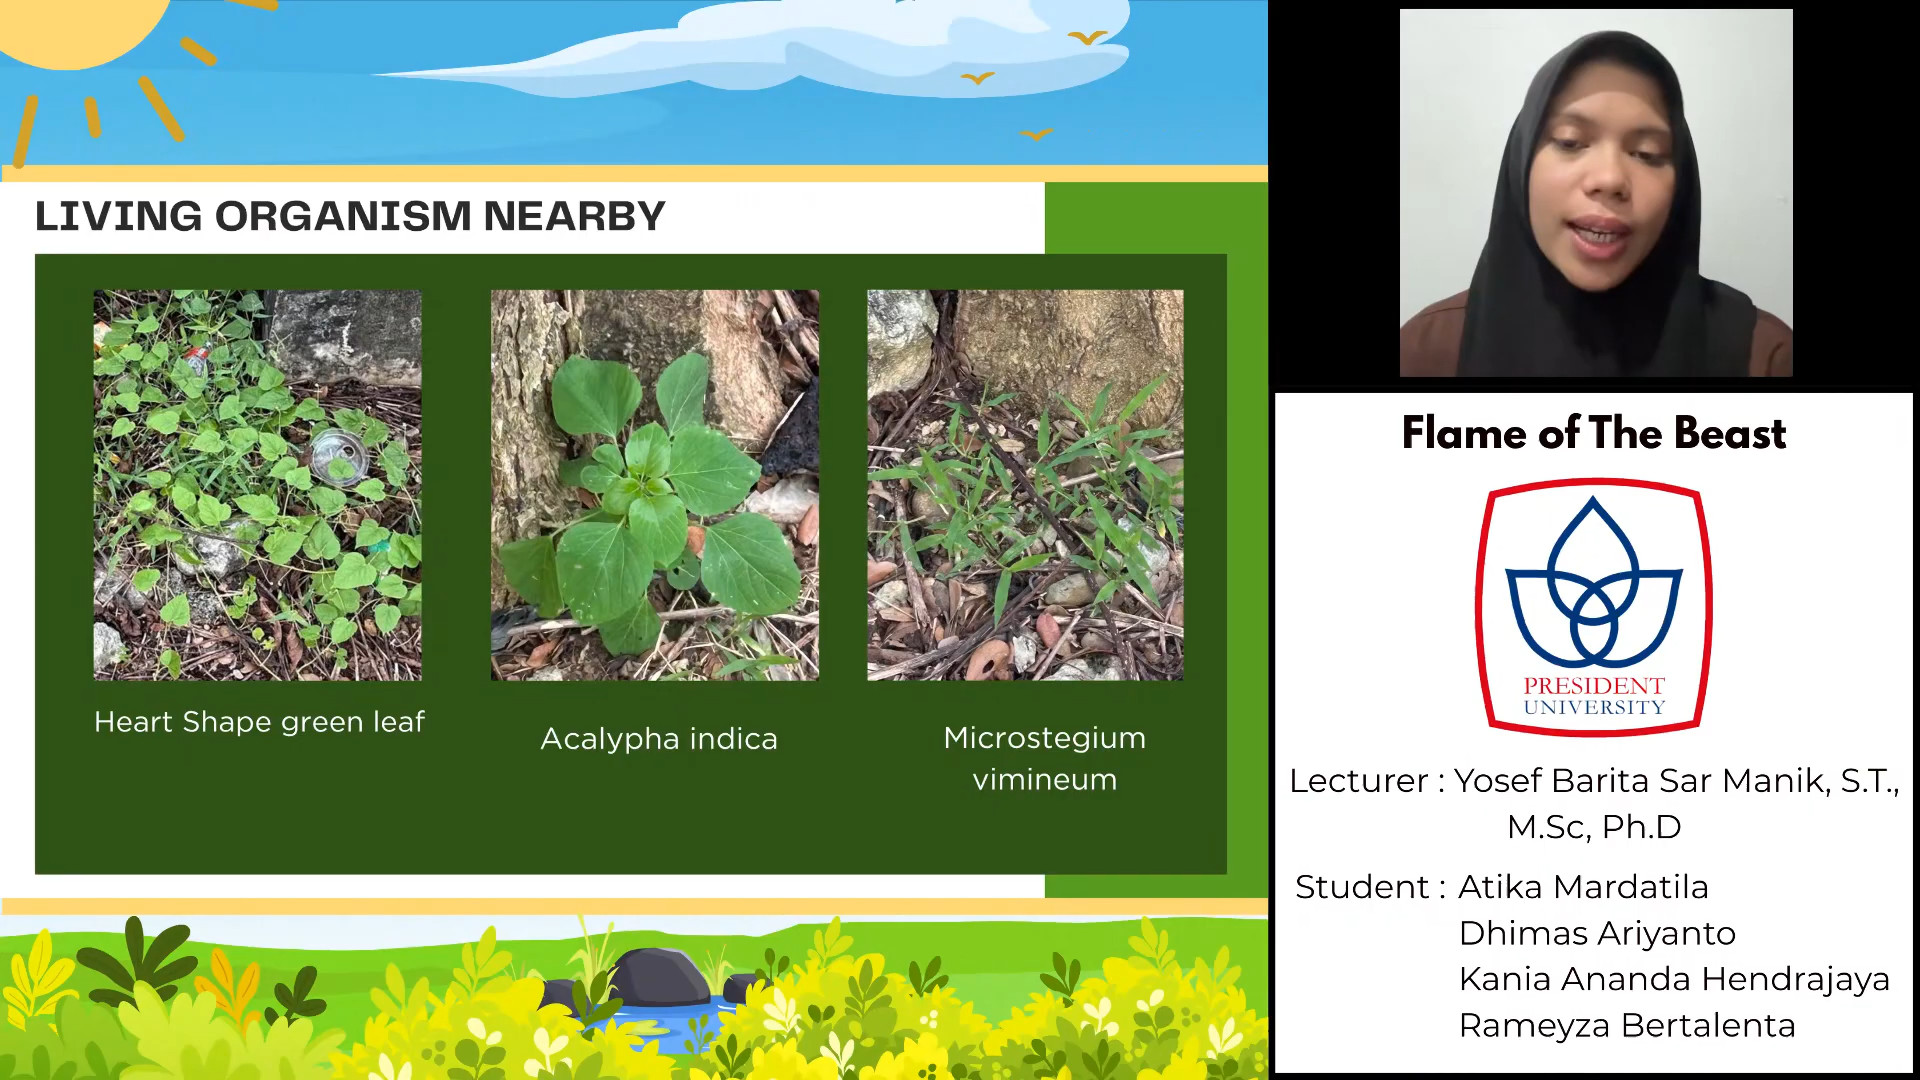 LIVING ORGANISM NEARBY
Heart Shape green leaf
Acalypha indica
Microstegium
vimineum
Flame of The Beast
PRESIDENT
UNIVERSITY
Lecturer : Yosef Barita Sar Manik, S.T.,
M.Sc, Ph.D
Student : Atika Mardatila
Dhimas Ariyanto
Kania Ananda Hendrajaya
Rameyza Bertalenta